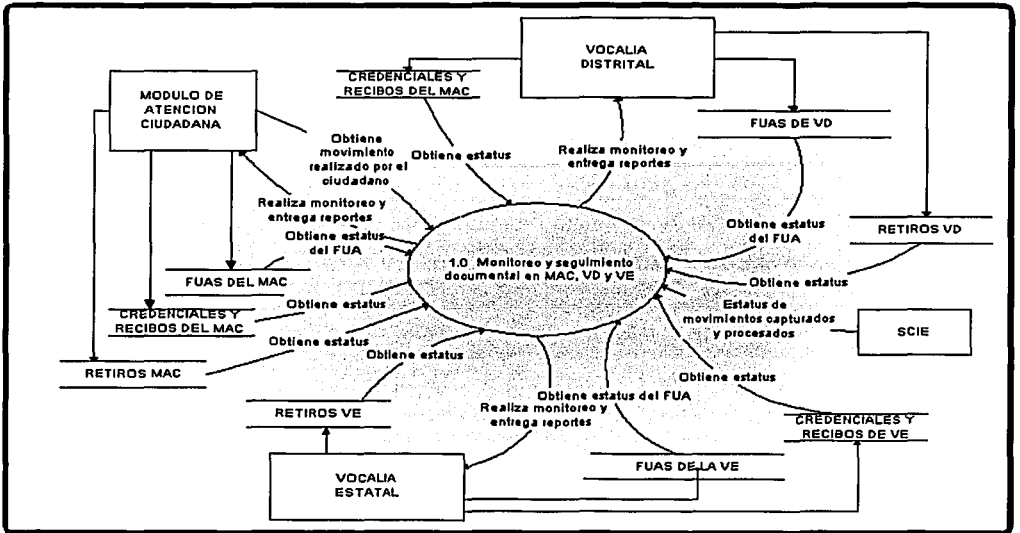 VOCALIA
DISTRITAL
CREDENCIALES Y
RECIBOS DEL MAC
MODULO DE
ATENCION
CIUDADANA
FUAS DE VD
Obtiene
movimiento
realizado por el
ciudadano
Obtiene estatus
Realiza monitoreo y
entrega reportes
Realiza monitoreo y
entrega reportes
Obtiene estatus
del FUA
Obtiene estatus
del FUA
RETIROS VD
1.0 Monitoreo y seguimiento
documental en MAC, VD y VE
FUAS DEL MAC
Obtiene estatus
Obtiene estatus
CREDENCIALES Y
RECIBOS DEL MAC
Estatus de
movimientos capturados
y procesados
SCIE
Obtiene estatus
Obtiene estatus
RETIROS MAC
Obtiene estatus
Obtiene estatus del FUA
Realiza monitoreo y
entrega reportes
RETIROS VE
CREDENCIALES Y
RECIBOS DE VE
FUAS DE LA VE
VOCALIA
ESTATAL